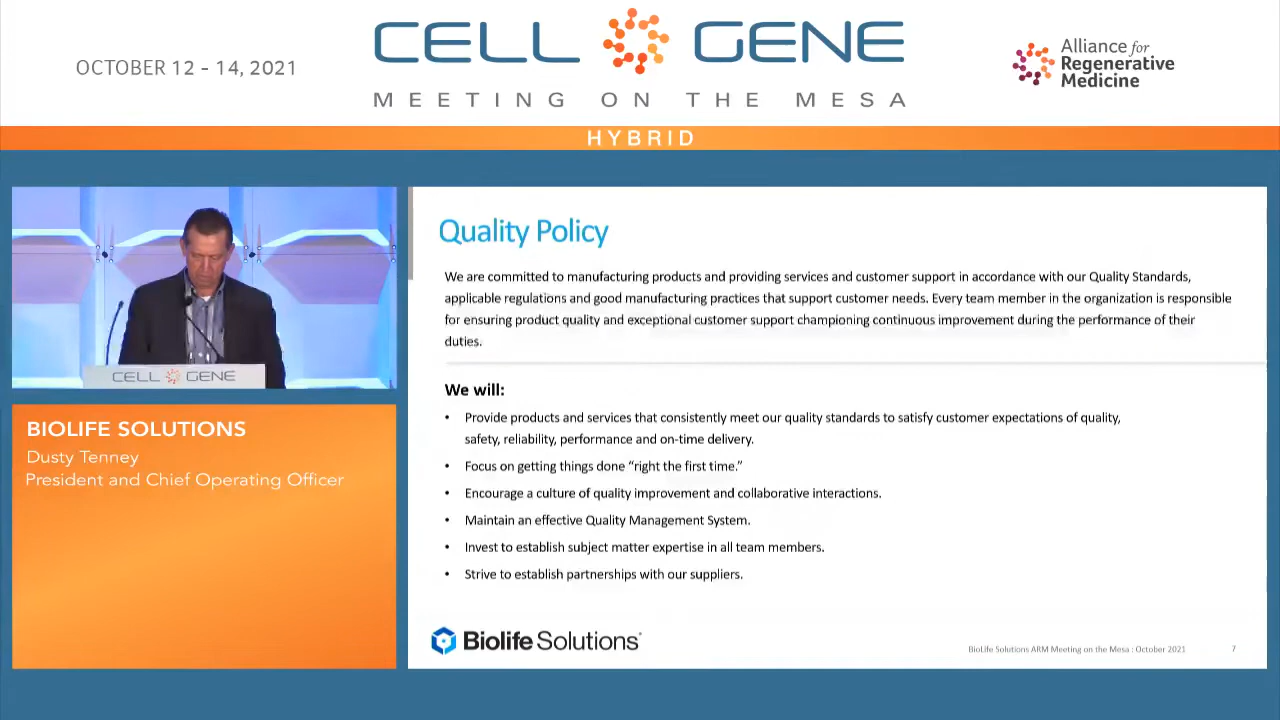 OCTOBER 12 - 14, 2021
CELL GENE
MEETING ON THE MESA
Alliance for
Regenerative
Medicine
HYBRID
CELL GENE
BIOLIFE SOLUTIONS
Dusty Tenney
President and Chief Operating Officer
Quality Policy
We are committed to manufacturing products and providing services and customer support in accordance with our Quality Standards,
applicable regulations and good manufacturing practices that support customer needs. Every team member in the organization is responsible
for ensuring product quality and exceptional customer support championing continuous improvement during the performance of their
duties.
We will:
• Provide products and services that consistently meet our quality standards to satisfy customer expectations of quality,
safety, reliability, performance and on-time delivery.
• Focus on getting things done “right the first time.”
• Encourage a culture of quality improvement and collaborative interactions.
• Maintain an effective Quality Management System.
• Invest to establish subject matter expertise in all team members.
• Strive to establish partnerships with our suppliers.
Biolife Solutions
BioLife Solutions ARM Meeting on the Mesa : October 2021
7